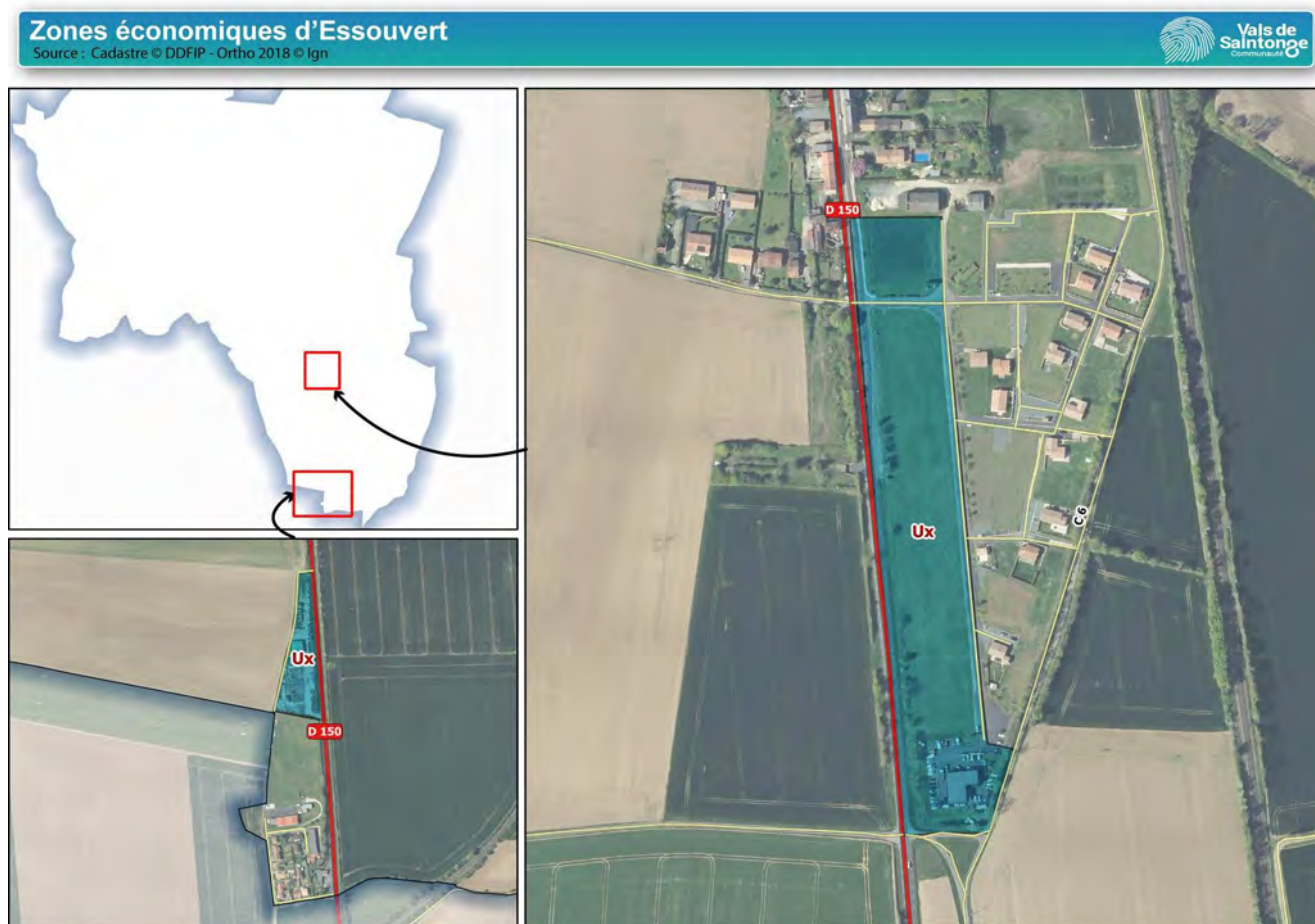 Zones économiques d'Essouvert
Source : Cadastre © DDFIP - Ortho 2018 © Ign
Vals de
Saintonge
Communauté
D 150
Ux
C 6
Ux
D 150